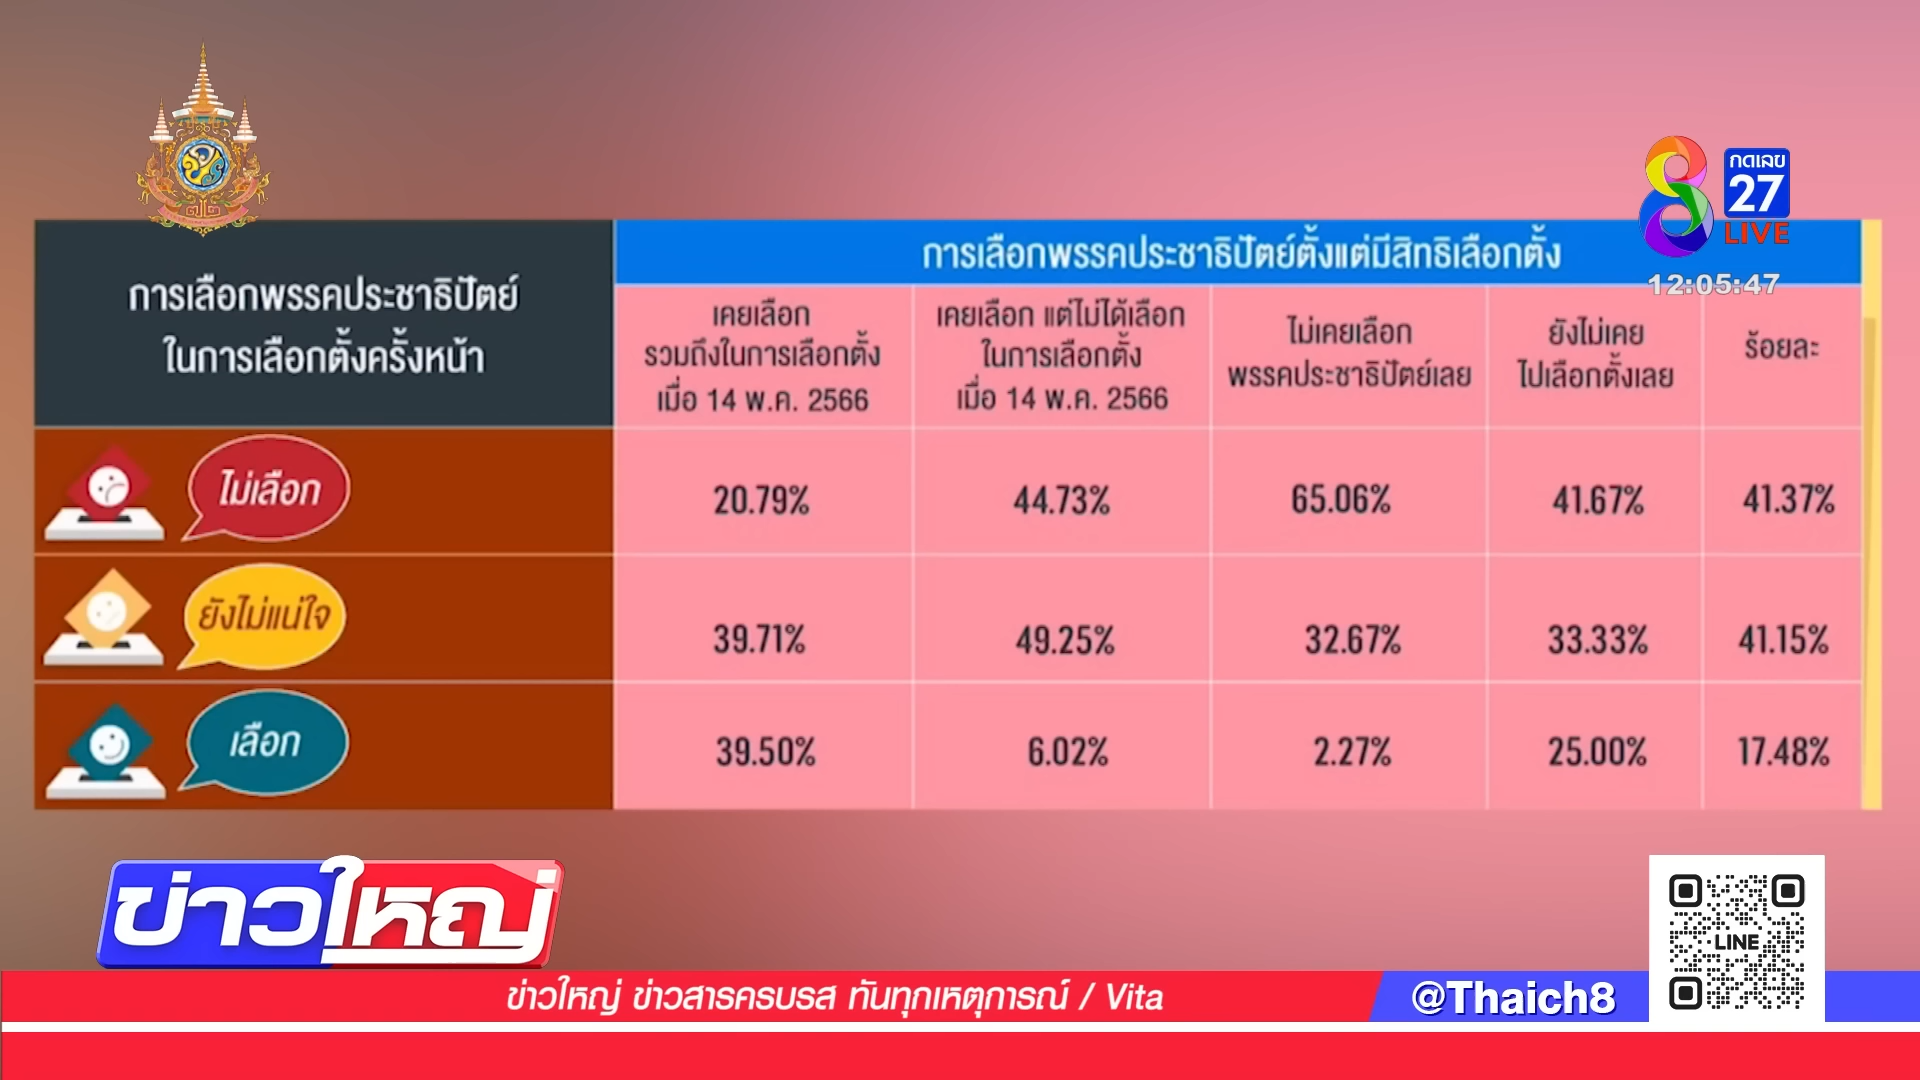 กดเลข
27
LIVE
12:05:47
การเลือกพรรคประชาธิปัตย์
ในการเลือกตั้งครั้งหน้า
การเลือกพรรคประชาธิปัตย์ตั้งแต่มีสิทธิเลือกตั้ง
เคยเลือก
รวมถึงในการเลือกตั้ง
เมื่อ 14 พ.ค. 2566
เคยเลือก แต่ไม่ได้เลือก
ในการเลือกตั้ง
เมื่อ 14 พ.ค. 2566
ไม่เคยเลือก
พรรคประชาธิปัตย์เลย
ยังไม่เคย
ไปเลือกตั้งเลย
ร้อยละ
ไม่เลือก 20.79% 44.73% 65.06% 41.67% 41.37%
ยังไม่แน่ใจ 39.71% 49.25% 32.67% 33.33% 41.15%
เลือก 39.50% 6.02% 2.27% 25.00% 17.48%
ข่าวใหญ่
ข่าวใหญ่ ข่าวสารครบรส ทันทุกเหตุการณ์ / Vita
@Thaich8
LINE